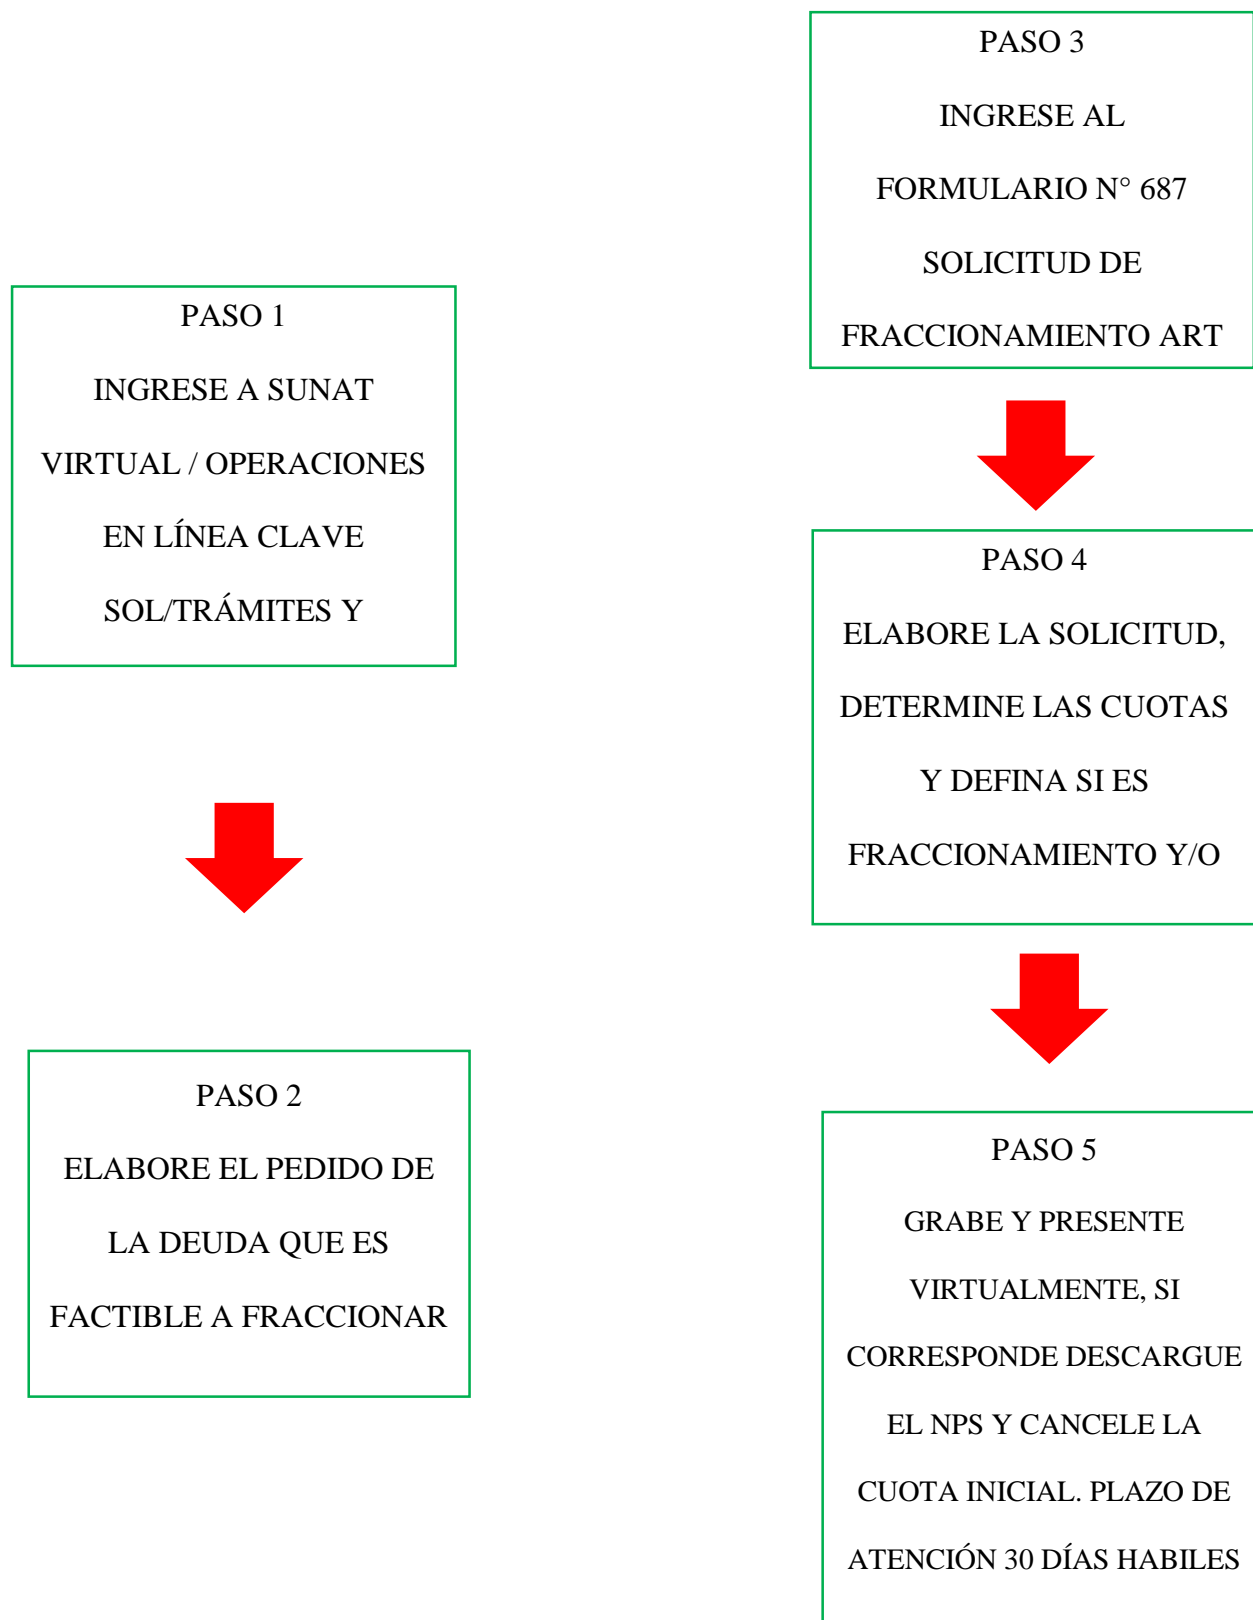 PASO 1
INGRESE A SUNAT
VIRTUAL / OPERACIONES
EN LÍNEA CLAVE
SOL/TRÁMITES Y
PASO 2
ELABORE EL PEDIDO DE
LA DEUDA QUE ES
FACTIBLE A FRACCIONAR
PASO 3
INGRESE AL
FORMULARIO N° 687
SOLICITUD DE
FRACCIONAMIENTO ART
PASO 4
ELABORE LA SOLICITUD,
DETERMINE LAS CUOTAS
Y DEFINA SI ES
FRACCIONAMIENTO Y/O
PASO 5
GRABE Y PRESENTE
VIRTUALMENTE, SI
CORRESPONDE DESCARGUE
EL NPS Y CANCELE LA
CUOTA INICIAL. PLAZO DE
ATENCIÓN 30 DÍAS HABILES